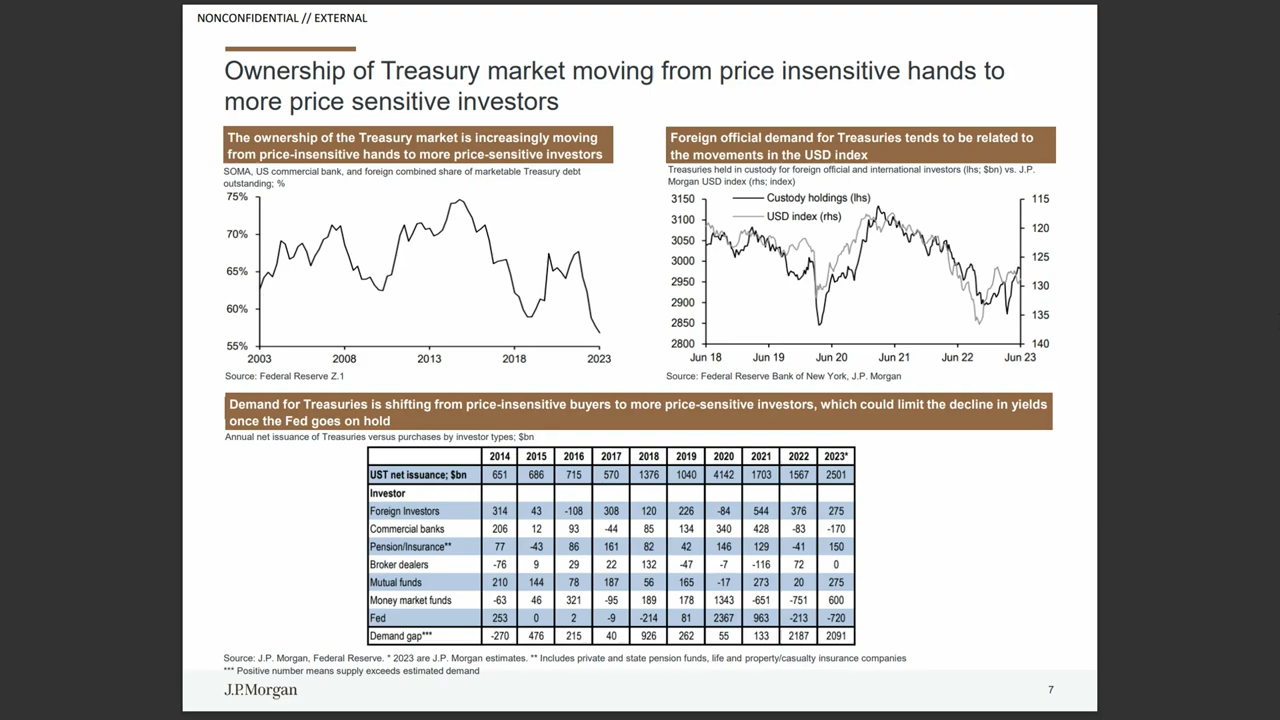 NONCONFIDENTIAL // EXTERNAL
Ownership of Treasury market moving from price insensitive hands to
more price sensitive investors
The ownership of the Treasury market is increasingly moving
from price-insensitive hands to more price-sensitive investors
SOMA, US commercial bank, and foreign combined share of marketable Treasury debt
outstanding; %
75%
70%
65%
60%
55%
2003 2008 2013 2018 2023
Source: Federal Reserve Z.1
Foreign official demand for Treasuries tends to be related to
the movements in the USD index
Treasuries held in custody for foreign official and international investors (lhs; $bn) vs. J.P.
Morgan USD index (rhs; index)
Custody holdings (lhs)
USD index (rhs)
3150 115
3100 120
3050
3000 125
2950 130
2900
2850 135
2800 140
Jun 18 Jun 19 Jun 20 Jun 21 Jun 22 Jun 23
Source: Federal Reserve Bank of New York, J.P. Morgan
Demand for Treasuries is shifting from price-insensitive buyers to more price-sensitive investors, which could limit the decline in yields
once the Fed goes on hold
Annual net issuance of Treasuries versus purchases by investor types; $bn
2014 2015 2016 2017 2018 2019 2020 2021 2022 2023*
UST net issuance; $bn 651 686 715 570 1376 1040 4142 1703 1567 2501
Investor
Foreign Investors 314 43 -108 308 120 226 -84 544 376 275
Commercial banks 206 12 93 -44 85 134 340 428 -83 -170
Pension/Insurance** 77 -43 86 161 82 42 146 129 -41 150
Broker dealers -76 9 29 22 132 -47 -7 -116 72 0
Mutual funds 210 144 78 187 56 165 -17 273 20 275
Money market funds -63 46 321 -95 189 178 1343 -651 -751 600
Fed 253 0 2 -9 -214 81 2367 963 -213 -720
Demand gap*** -270 476 215 40 926 262 55 133 2187 2091
Source: J.P. Morgan, Federal Reserve. * 2023 are J.P. Morgan estimates. ** Includes private and state pension funds, life and property/casualty insurance companies
*** Positive number means supply exceeds estimated demand
J.P.Morgan
7